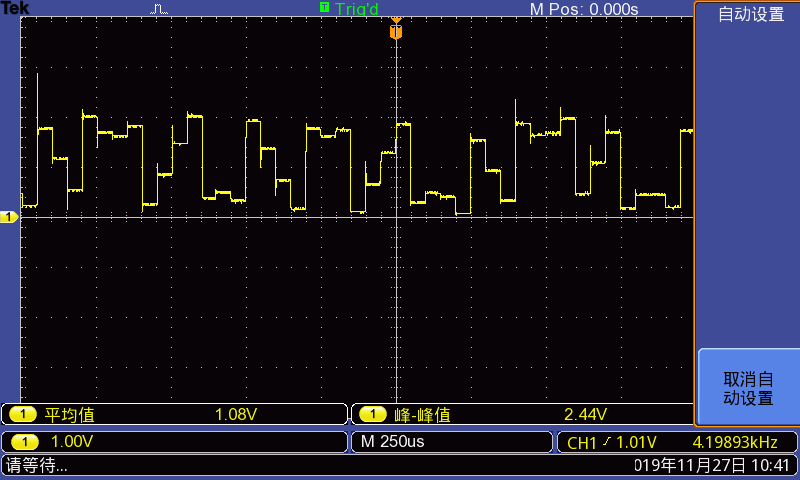 Tek T Trig'd M Pos: 0.000s
自动设置
T
1
取消自
动设置
1 平均值 1.08V 1 峰-峰值 2.44V
1 1.00V M 250us CH1 1.01V 4.19893kHz
请等待... 019年11月27日 10:41